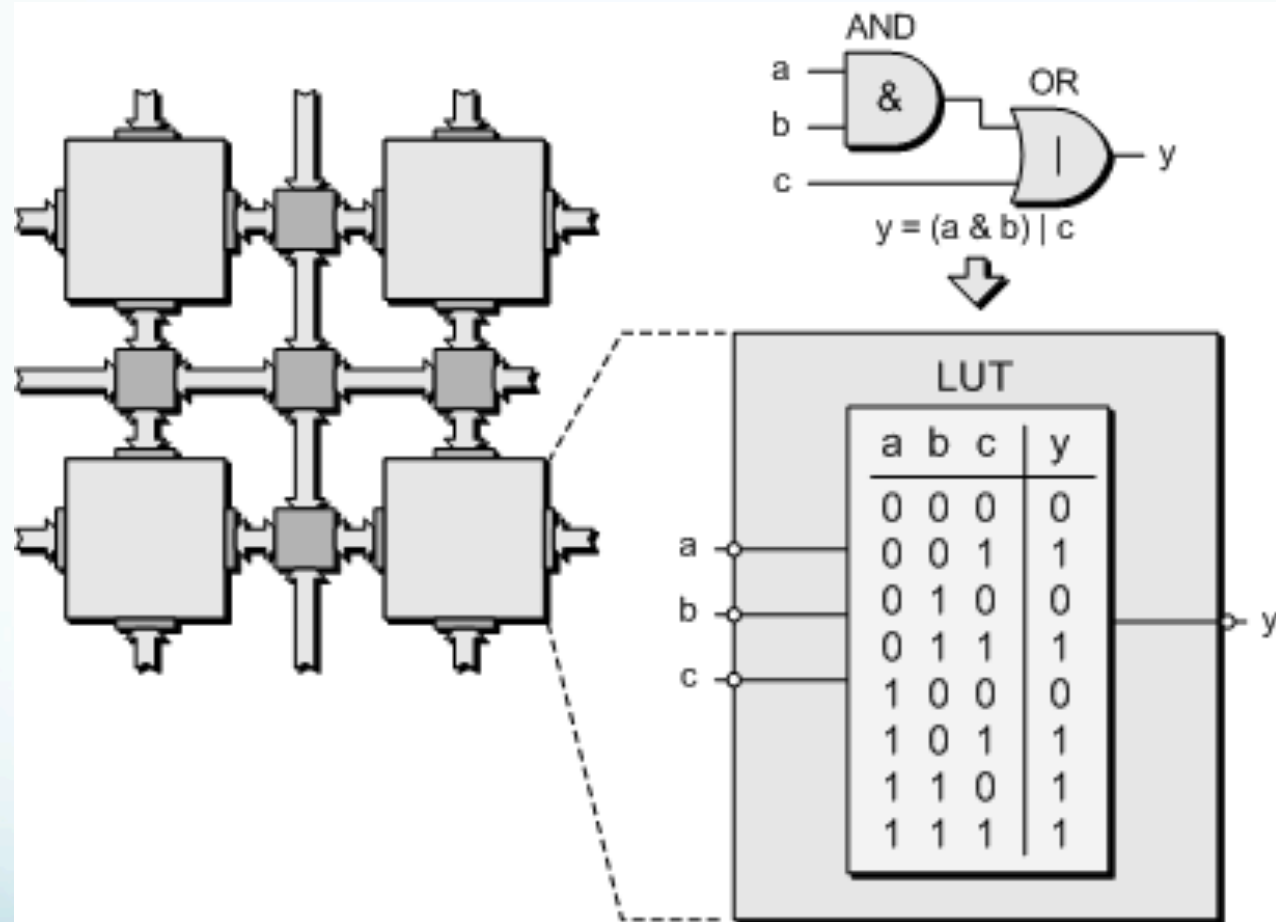 AND
a
&
OR
b
|
y
c
y = (a & b) | c
LUT
a b c y
0 0 0 0
0 0 1 1
0 1 0 0
0 1 1 1
1 0 0 0
1 0 1 1
1 1 0 1
1 1 1 1
a
b
c
y